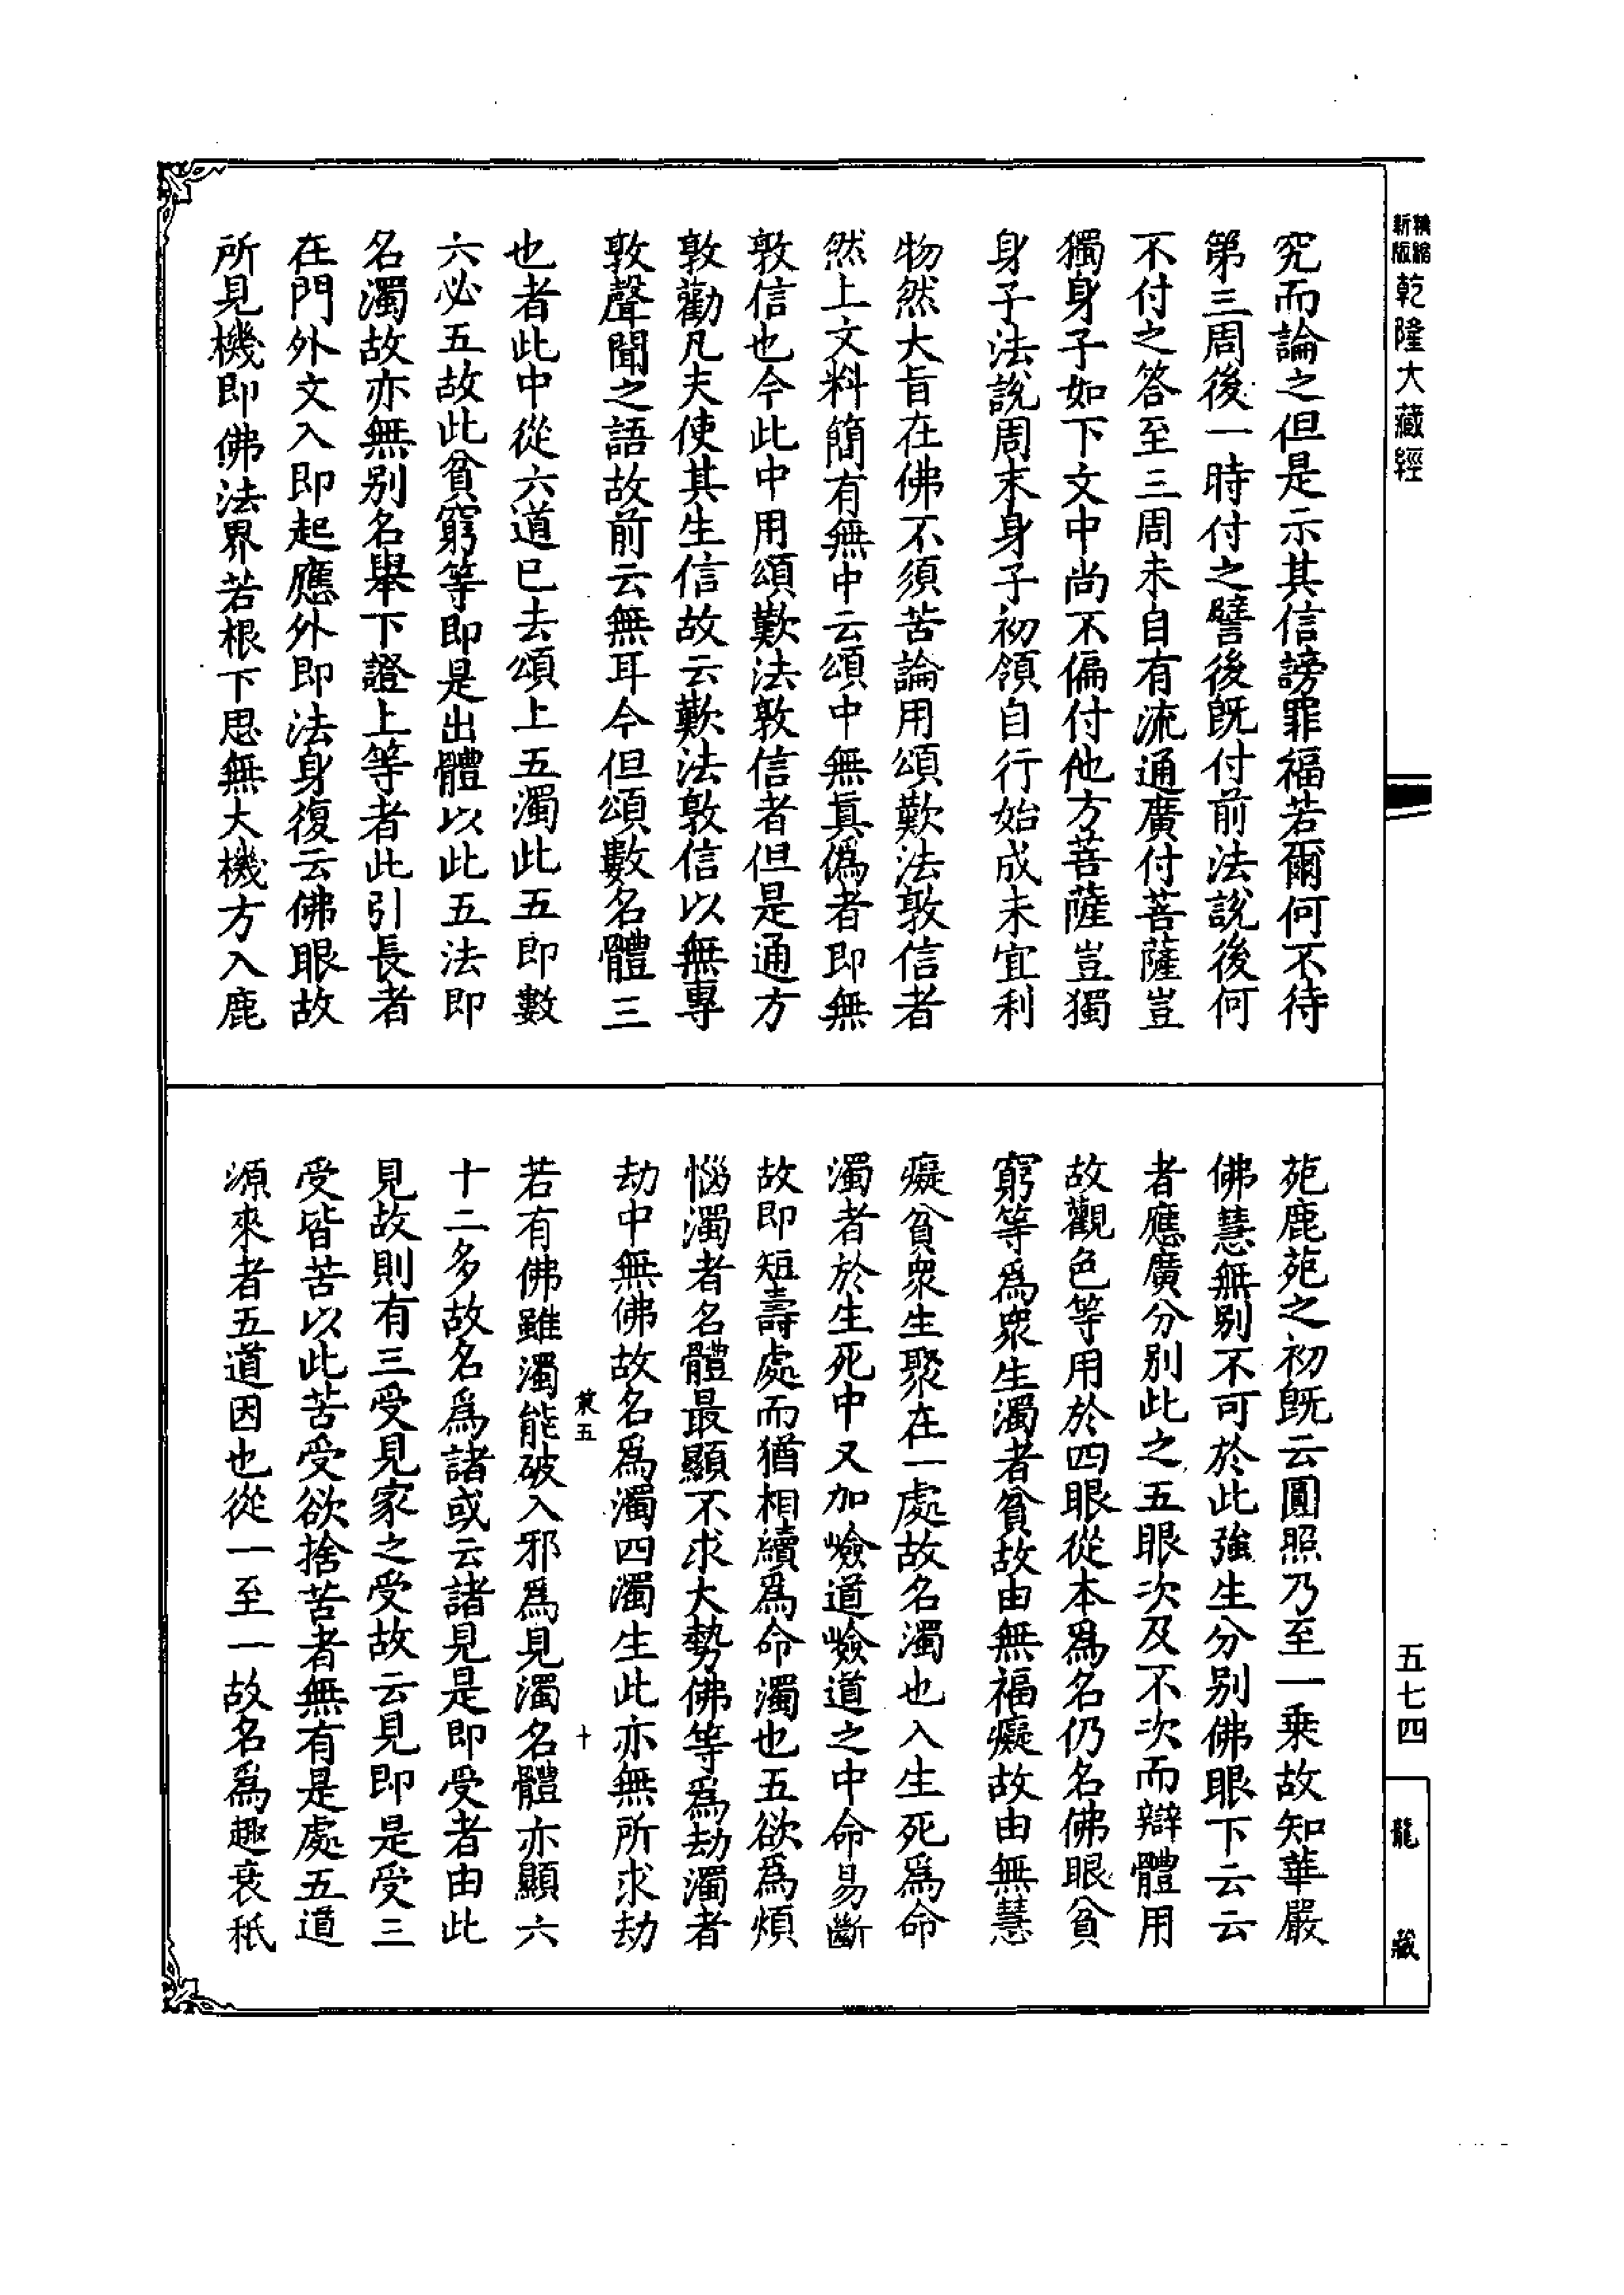 新版精縮乾隆大藏經
究而論之但是示其信謗罪福若爾何不待
第三周後一時付之譬後旣付前法說後何
不付之答至三周未自有流通廣付菩薩豈
獨身子如下文中尚不偏付他方菩薩豈獨
身子法說周末身子初領自行始成未宜利
物然大旨在佛不須苦論用頌歎法敦信者
然上文料簡有無中云頌中無眞僞者即無
敦信也今此中用頌歎法敦信者但是通方
敦勸凡夫使其生信故云歎法敦信以無專
敦聲聞之語故前云無耳今但頌數名體三
也者此中從六道已去頌上五濁此五即數
六必五故此貧窮等即是出體以此五法即
名濁故亦無別名舉下證上等者此引長者
在門外文入即起應外即法身復云佛眼故
所見機即佛法界若根下思無大機方入鹿
苑鹿苑之初旣云圓照乃至一乘故知華嚴
佛慧無別不可於此強生分別佛眼下云云
者應廣分別此之五眼次及不次而辯體用
故觀色等用於四眼從本爲名仍名佛眼貧
窮等爲衆生濁者貧故由無福癡故由無慧
癡貧衆生聚在一處故名濁也入生死爲命
濁者於生死中又加嶮道嶮道之中命易斷
故即短壽處而猶相續爲命濁也五欲爲煩
惱濁者名體最顯不求大勢佛等爲劫濁者
劫中無佛故名爲濁四濁生此亦無所求劫
若有佛雖濁能破入邪爲見濁名體亦顯六
十二多故名爲諸或云諸見是即受者由此
見故則有三受見家之受故云見即是受三
受皆苦以此苦受欲捨苦者無有是處五道
源來者五道因也從一至一故名爲趣衰秖
五
十
五七四
龍藏